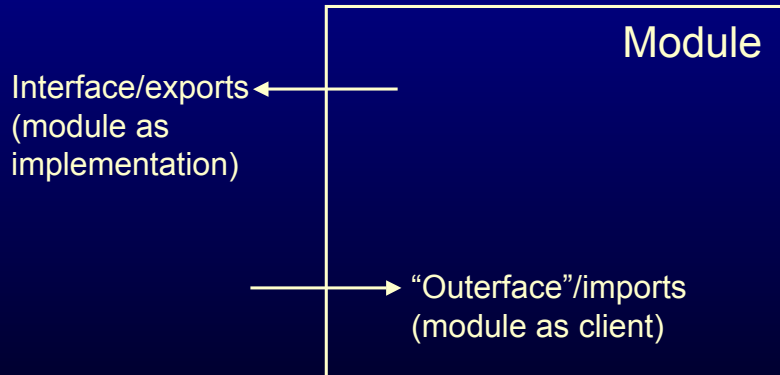 Module
Interface/exports
(module as
implementation)
“Outerface”/imports
(module as client)